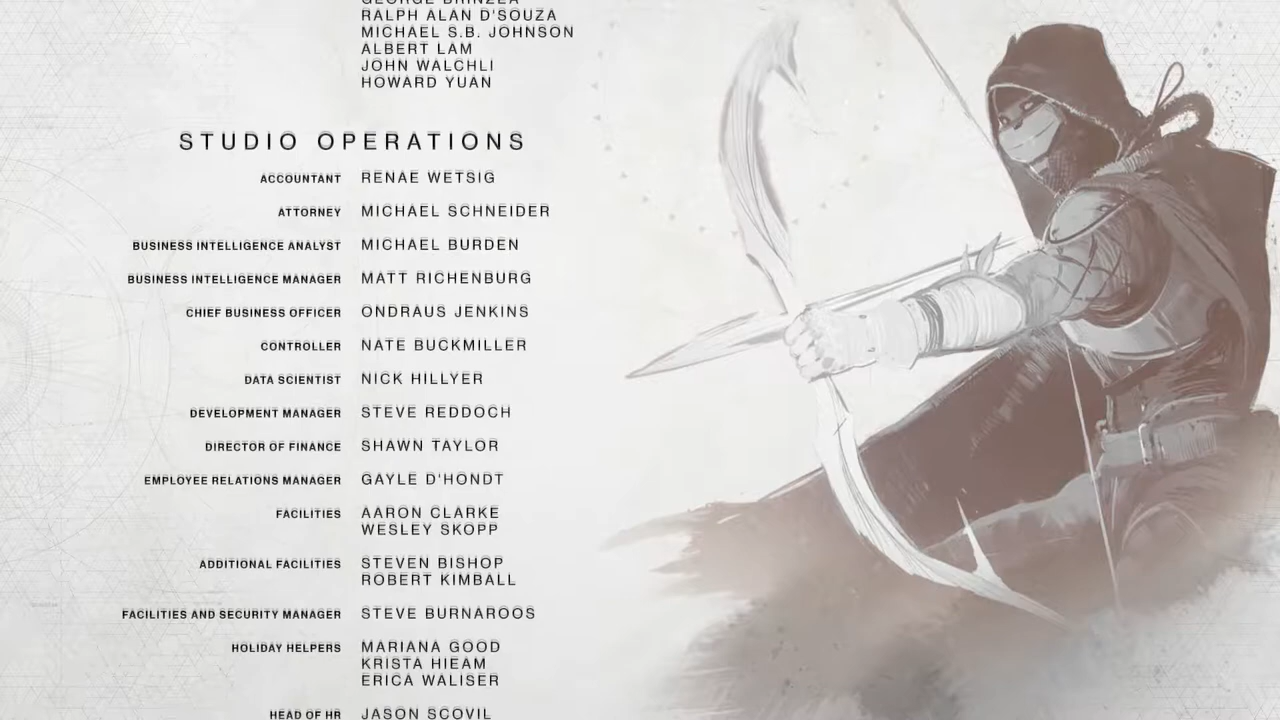 GEORGE BRINZEA
RALPH ALAN D'SOUZA
MICHAEL S.B. JOHNSON
ALBERT LAM
JOHN WALCHLI
HOWARD YUAN
STUDIO OPERATIONS
ACCOUNTANT RENAE WETSIG
ATTORNEY MICHAEL SCHNEIDER
BUSINESS INTELLIGENCE ANALYST MICHAEL BURDEN
BUSINESS INTELLIGENCE MANAGER MATT RICHENBURG
CHIEF BUSINESS OFFICER ONDRAUS JENKINS
CONTROLLER NATE BUCKMILLER
DATA SCIENTIST NICK HILLYER
DEVELOPMENT MANAGER STEVE REDDOCH
DIRECTOR OF FINANCE SHAWN TAYLOR
EMPLOYEE RELATIONS MANAGER GAYLE D'HONDT
FACILITIES AARON CLARKE
WESLEY SKOPP
ADDITIONAL FACILITIES STEVEN BISHOP
ROBERT KIMBALL
FACILITIES AND SECURITY MANAGER STEVE BURNAROOS
HOLIDAY HELPERS MARIANA GOOD
KRISTA HIEAM
ERICA WALISER
HEAD OF HR JASON SCOVIL